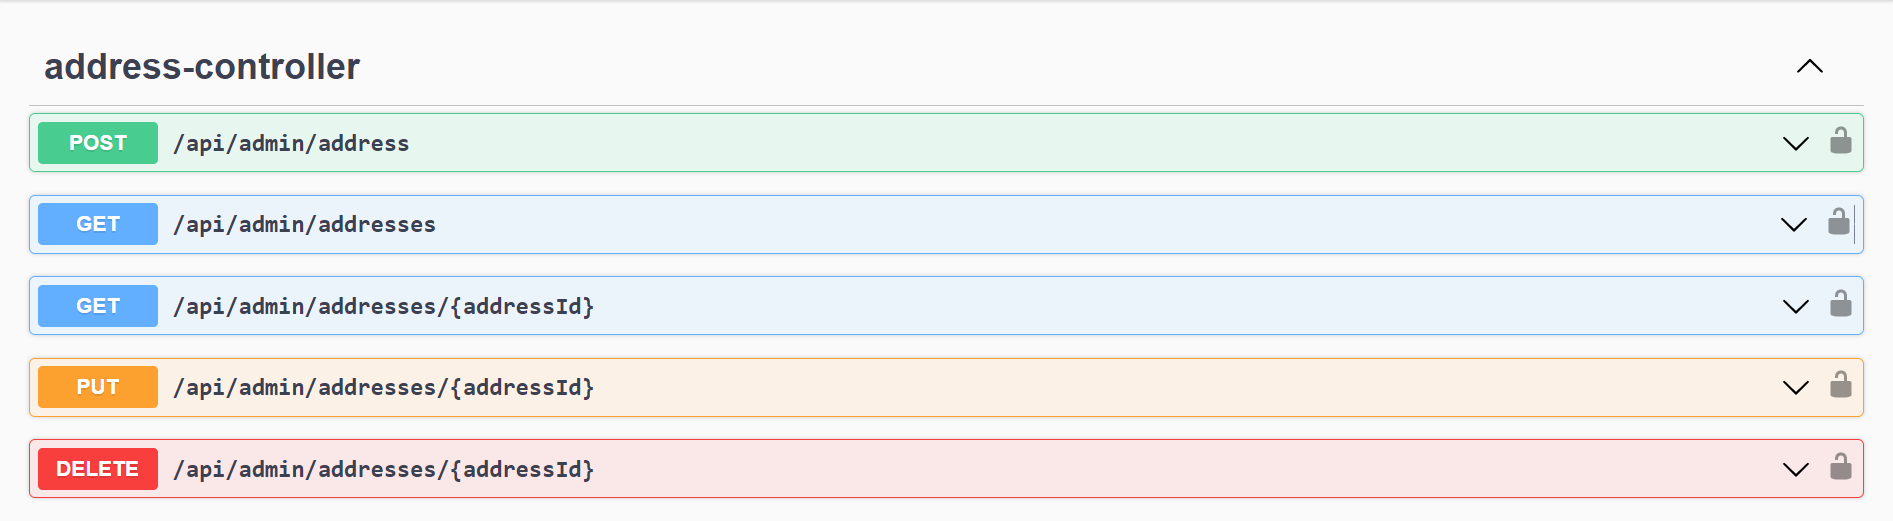 address-controller
POST /api/admin/address
GET /api/admin/addresses
GET /api/admin/addresses/{addressId}
PUT /api/admin/addresses/{addressId}
DELETE /api/admin/addresses/{addressId}